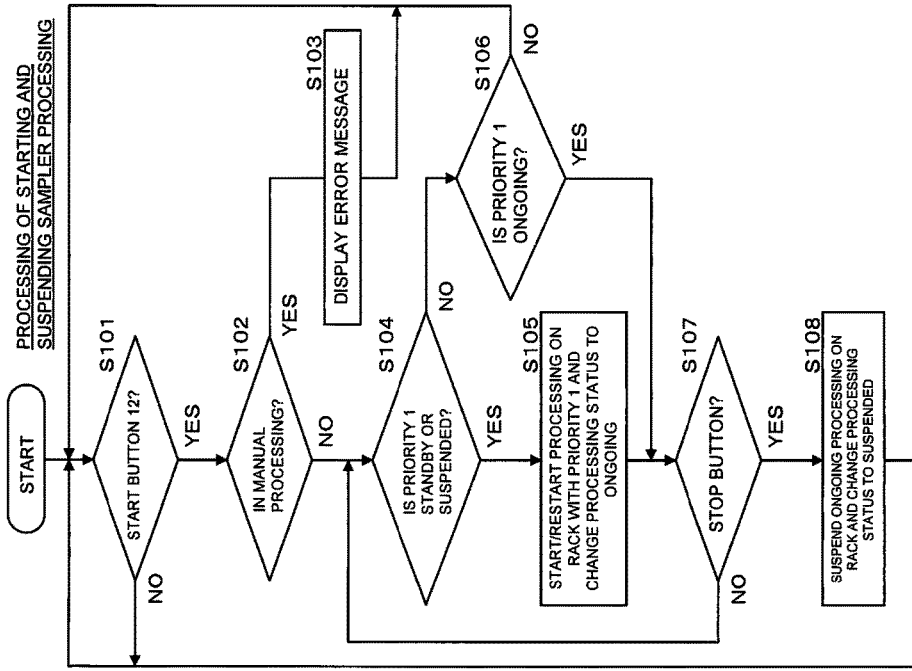 PROCESSING OF STARTING AND
SUSPENDING SAMPLER PROCESSING
START
S101
START BUTTON 12?
YES
NO
S102
IN MANUAL
PROCESSING?
YES
NO
S103
DISPLAY ERROR MESSAGE
S104
IS PRIORITY 1
STANDBY OR
SUSPENDED?
NO
YES
S106
IS PRIORITY 1
ONGOING?
NO
YES
S105
START/RESTART PROCESSING ON
RACK WITH PRIORITY 1 AND
CHANGE PROCESSING STATUS TO
ONGOING
S107
STOP BUTTON?
YES
NO
S108
SUSPEND ONGOING PROCESSING ON
RACK AND CHANGE PROCESSING
STATUS TO SUSPENDED